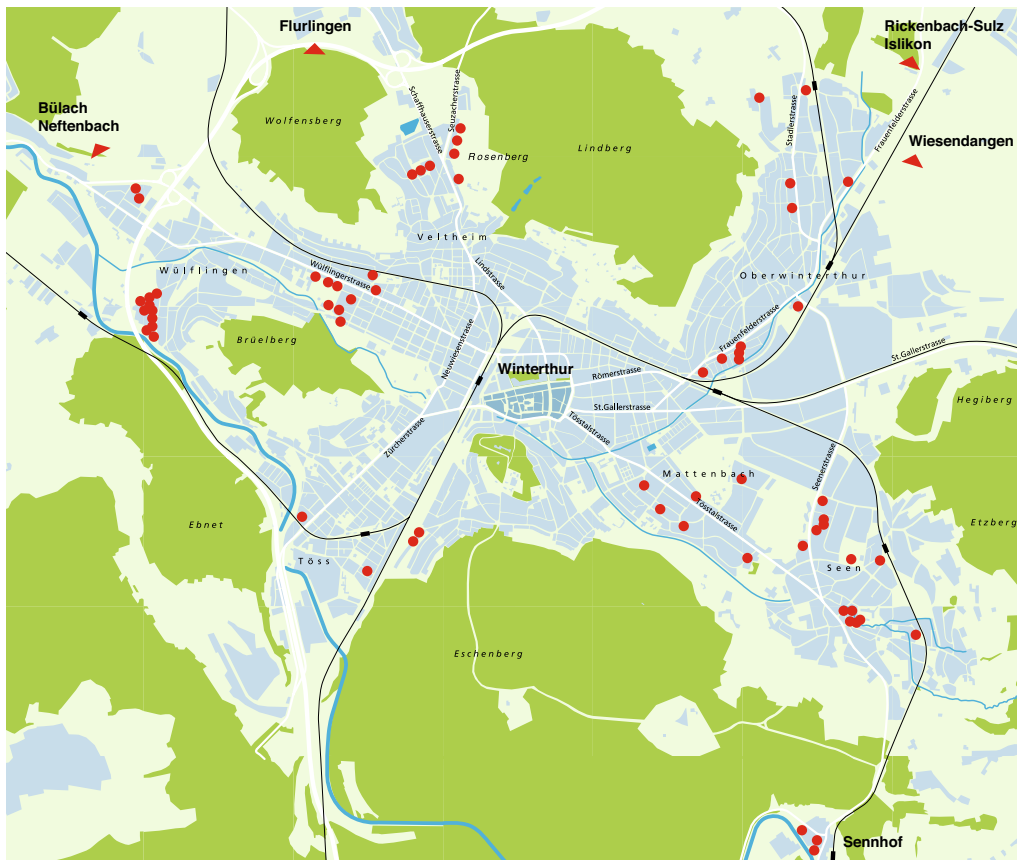 Flurlingen
Rickenbach-Sulz
Islikon
Bülach
Neftenbach
Wiesendangen
Wolfensberg
Schaffhauserstrasse
Seuzacherstrasse
Rosenberg
Lindberg
Stadlerstrasse
Frauenfelderstrasse
Veltheim
Wülflingen
Wülflingerstrasse
Lindstrasse
Oberwinterthur
Brüelberg
Neuwiesenstrasse
Frauenfelderstrasse
St.Gallerstrasse
Winterthur
Römerstrasse
St.Gallerstrasse
Hegiberg
Zürcherstrasse
Tösstalstrasse
Mattenbach
Seenerstrasse
Tösstalstrasse
Ebnet
Etzberg
Töss
Seen
Eschenberg
Sennhof